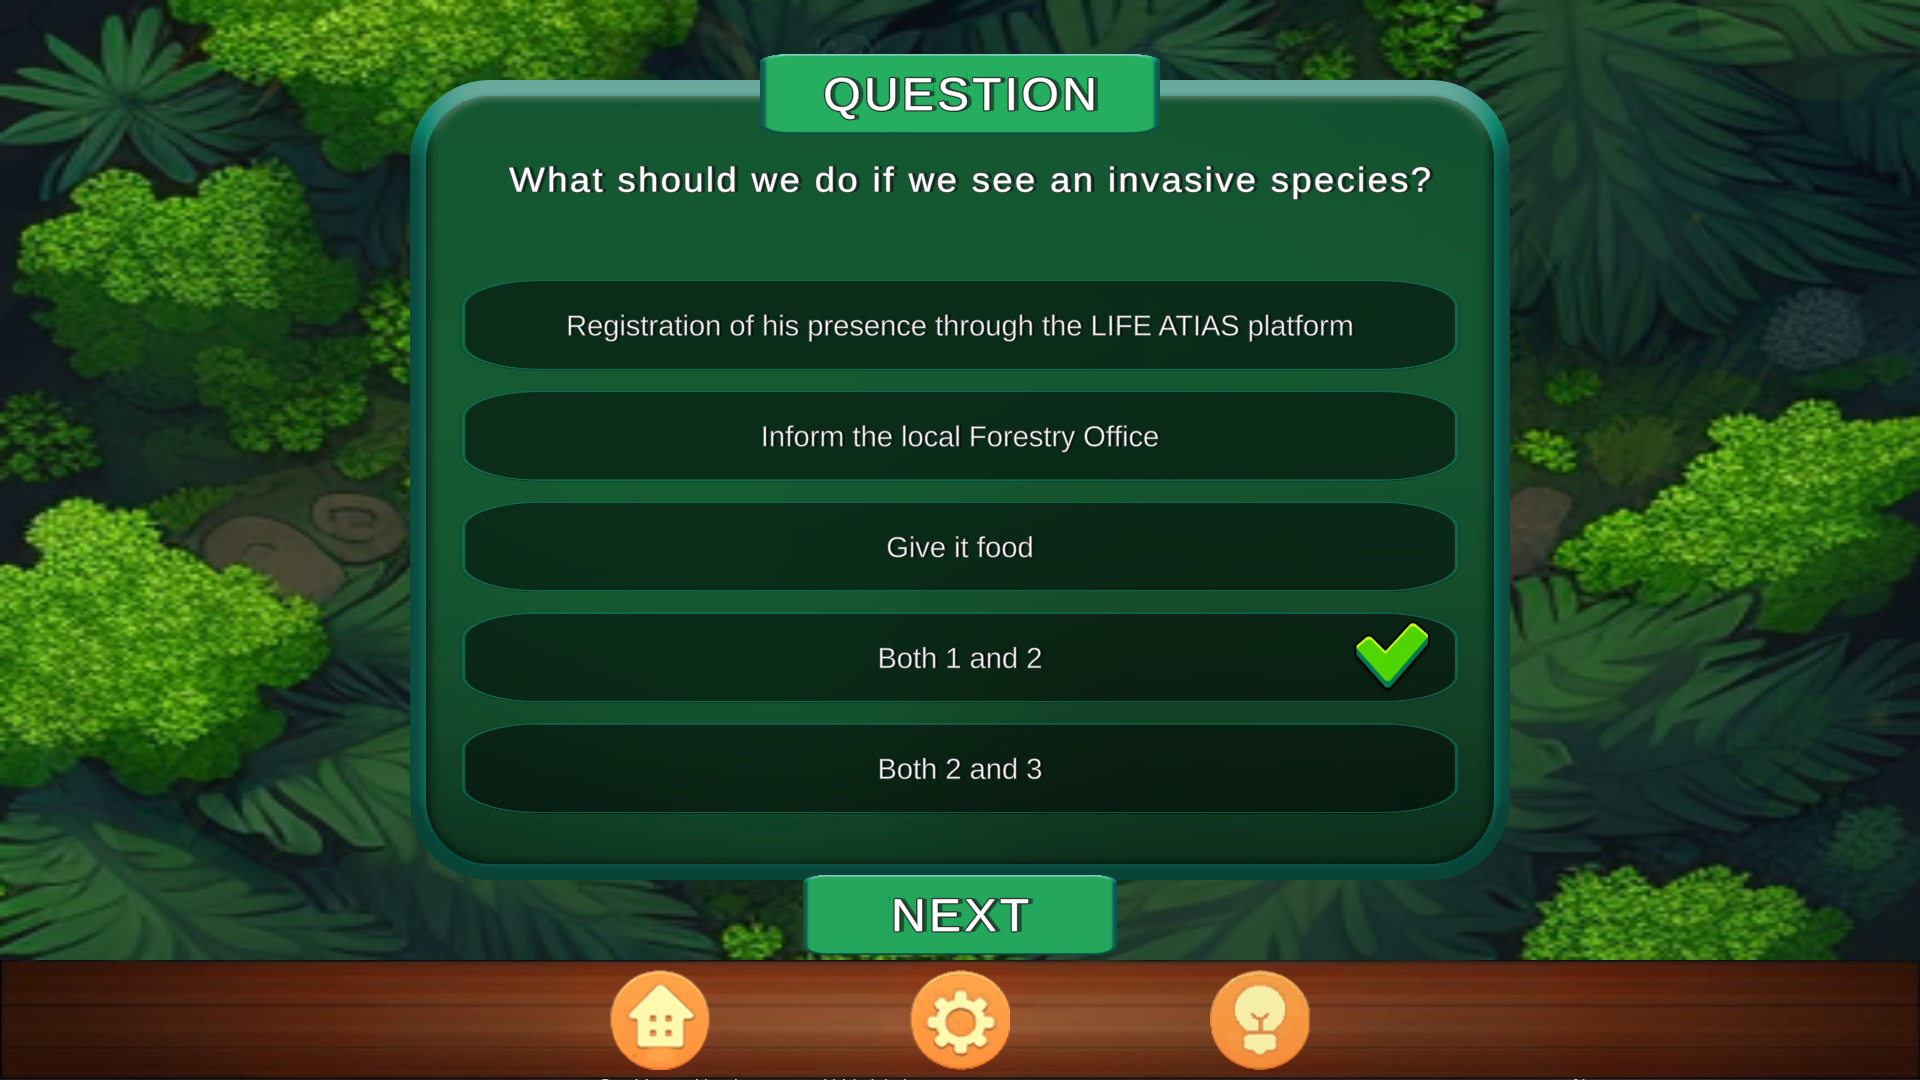 QUESTION
What should we do if we see an invasive species?
Registration of his presence through the LIFE ATIAS platform
Inform the local Forestry Office
Give it food
Both 1 and 2
Both 2 and 3
NEXT